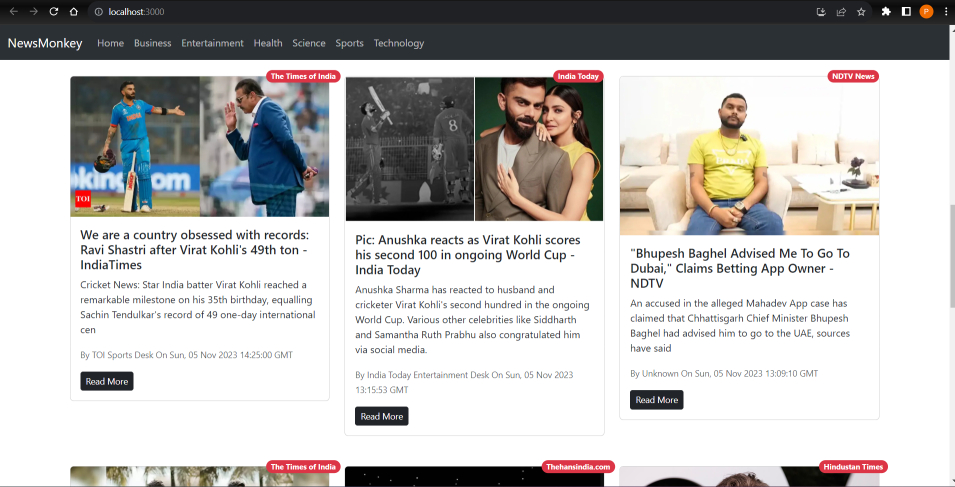 localhost:3000
P
NewsMonkey Home Business Entertainment Health Science Sports Technology
The Times of India
TOI
We are a country obsessed with records:
Ravi Shastri after Virat Kohli's 49th ton -
IndiaTimes
Cricket News: Star India batter Virat Kohli reached a
remarkable milestone on his 35th birthday, equalling
Sachin Tendulkar's record of 49 one-day international
cen
By TOI Sports Desk On Sun, 05 Nov 2023 14:25:00 GMT
Read More
India Today
8
Pic: Anushka reacts as Virat Kohli scores
his second 100 in ongoing World Cup -
India Today
Anushka Sharma has reacted to husband and
cricketer Virat Kohli's second hundred in the ongoing
World Cup. Various other celebrities like Siddharth
and Samantha Ruth Prabhu also congratulated him
via social media.
By India Today Entertainment Desk On Sun, 05 Nov 2023
13:15:53 GMT
Read More
NDTV News
"Bhupesh Baghel Advised Me To Go To
Dubai," Claims Betting App Owner -
NDTV
An accused in the alleged Mahadev App case has
claimed that Chhattisgarh Chief Minister Bhupesh
Baghel had advised him to go to the UAE, sources
have said
By Unknown On Sun, 05 Nov 2023 13:09:10 GMT
Read More
The Times of India
Thehansindia.com
Hindustan Times